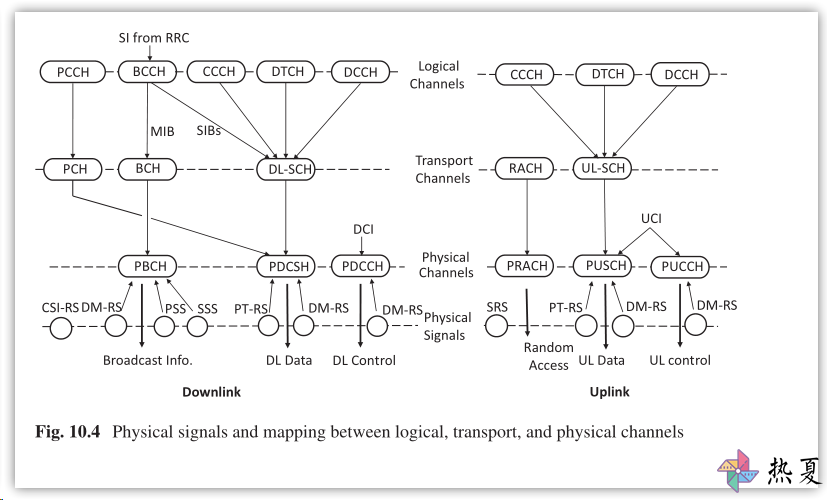 SI from RRC
PCCH BCCH CCCH DTCH DCCH Logical Channels CCCH DTCH DCCH
MIB SIBs
PCH BCH DL-SCH Transport Channels RACH UL-SCH
DCI UCI
PBCH PDCSH PDCCH Physical Channels PRACH PUSCH PUCCH
CSI-RS DM-RS PSS SSS PT-RS DM-RS DM-RS Physical Signals SRS PT-RS DM-RS DM-RS
Broadcast Info. DL Data DL Control Random Access UL Data UL control
Downlink Uplink
Fig. 10.4 Physical signals and mapping between logical, transport, and physical channels
热夏